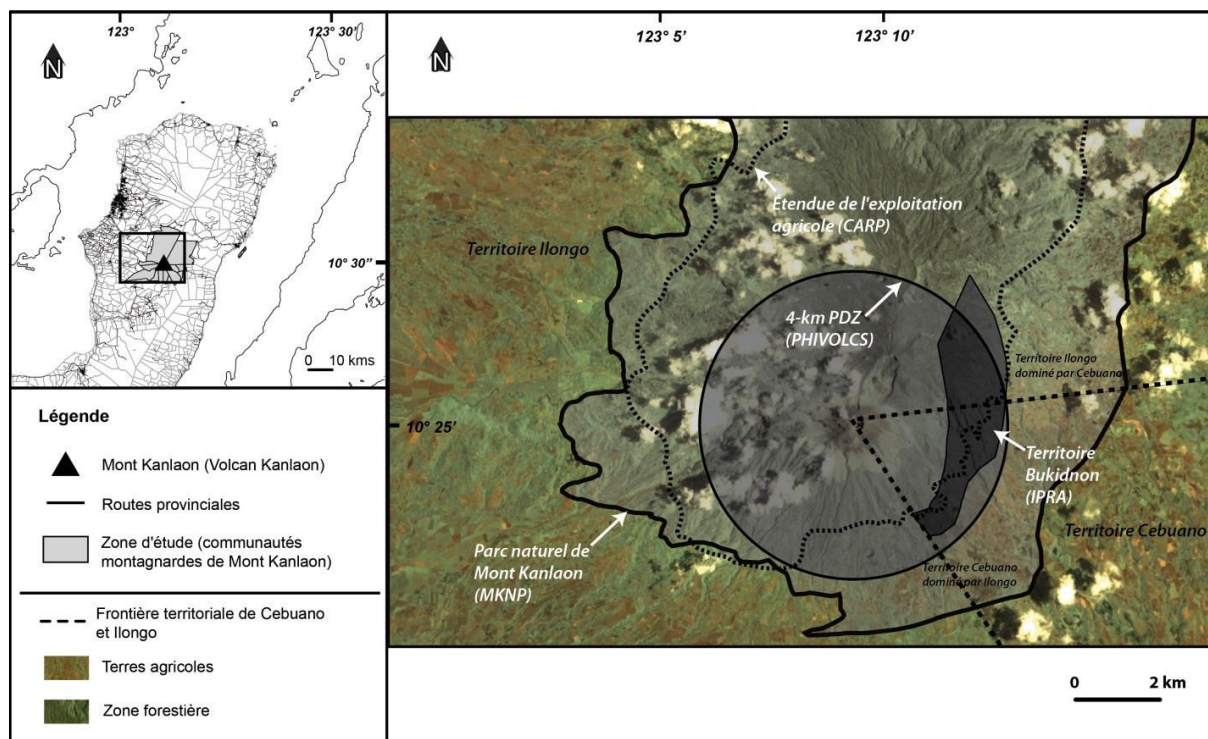 123°
123° 30'
N
10° 30''
0 10 kms
Légende
Mont Kanlaon (Volcan Kanlaon)
Routes provinciales
Zone d'étude (communautés
montagnardes de Mont Kanlaon)
Frontière territoriale de Cebuano
et Ilongo
Terres agricoles
Zone forestière
N
123° 5'
123° 10'
10° 25'
Étendue de l'exploitation
agricole (CARP)
Territoire Ilongo
4-km PDZ
(PHIVOLCS)
Territoire Ilongo
dominé par Cebuano
Territoire
Bukidnon
(IPRA)
Territoire Cebuano
Parc naturel de
Mont Kanlaon
(MKNP)
Territoire Cebuano
dominé par Ilongo
0 2 km